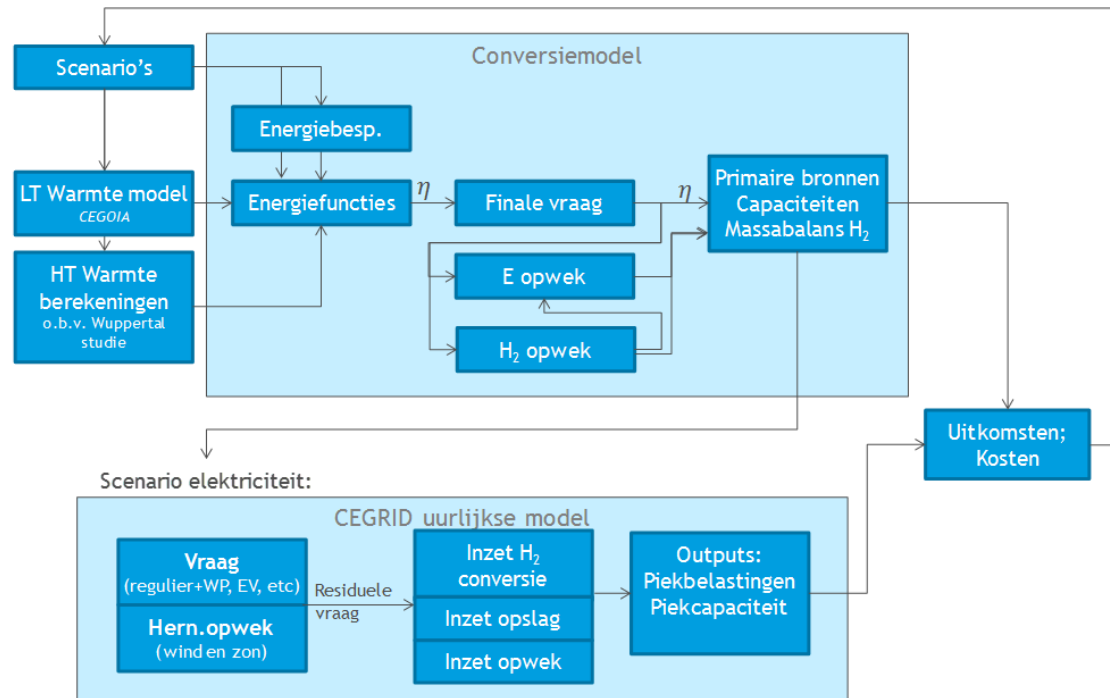 Conversiemodel
Scenario's
Energiebesp.
LT Warmte model
CEGOIA
Energiefuncties
η
Finale vraag
η
Primaire bronnen
Capaciteiten
Massabalans H₂
HT Warmte
berekeningen
o.b.v. Wuppertal
studie
E opwek
H₂ opwek
Uitkomsten;
Kosten
Scenario elektriciteit:
CEGRID uurlijkse model
Vraag
(regulier+WP, EV, etc)
Hern.opwek
(wind en zon)
Residuele
vraag
Inzet H₂
conversie
Inzet opslag
Inzet opwek
Outputs:
Piekbelastingen
Piekcapaciteit